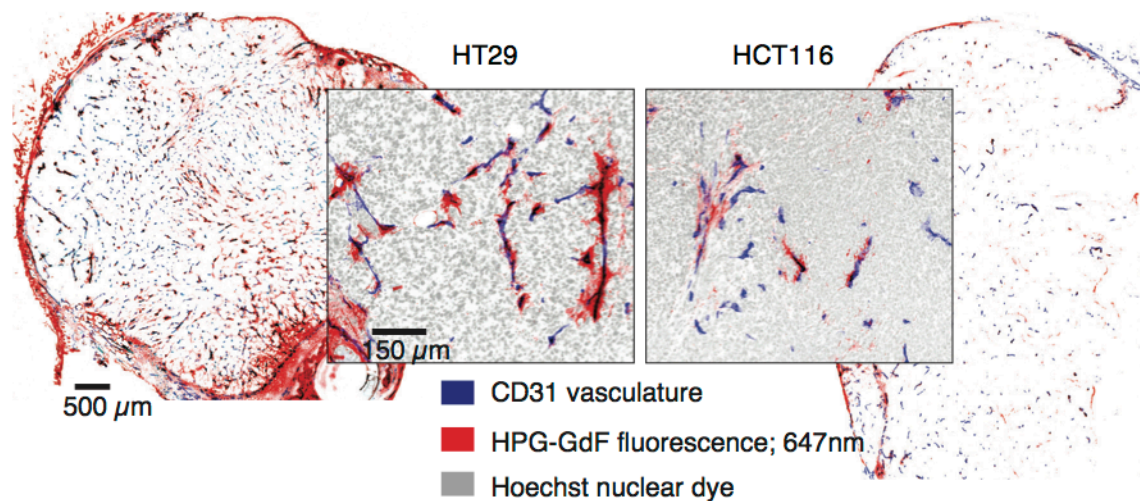 HT29
HCT116
150 µm
500 µm
CD31 vasculature
HPG-GdF fluorescence; 647nm
Hoechst nuclear dye